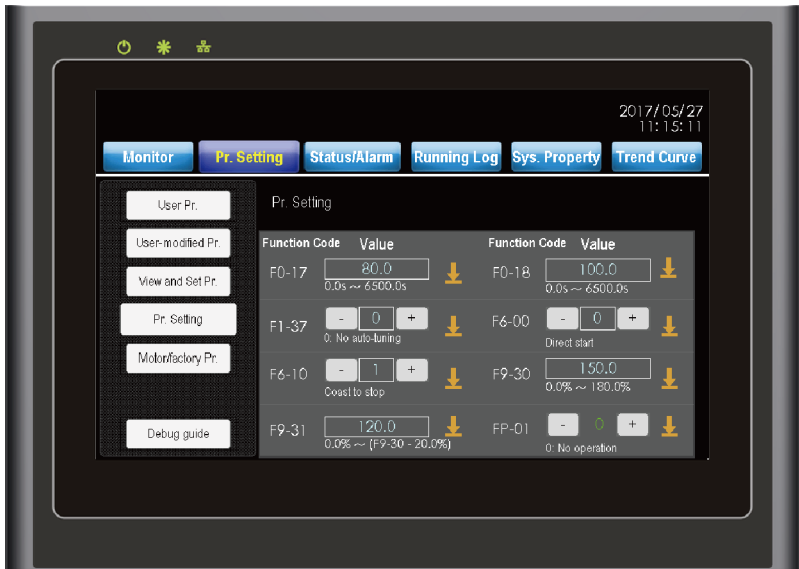 2017/05/27
11:15:11
Monitor Pr. Setting Status/Alarm Running Log Sys. Property Trend Curve
User Pr.
User-modified Pr.
View and Set Pr.
Pr. Setting
Motor/factory Pr.
Debug guide
Pr. Setting
Function Code Value Function Code Value
F0-17 80.0 F0-18 100.0
0.0s ~ 6500.0s 0.0s ~ 6500.0s
F1-37 - 0 + F6-00 - 0 +
0: No auto-tuning Direct start
F6-10 - 1 + F9-30 150.0
Coast to stop 0.0% ~ 180.0%
F9-31 120.0 FP-01 - 0 +
0.0% ~ (F9-30 - 20.0%) 0: No operation